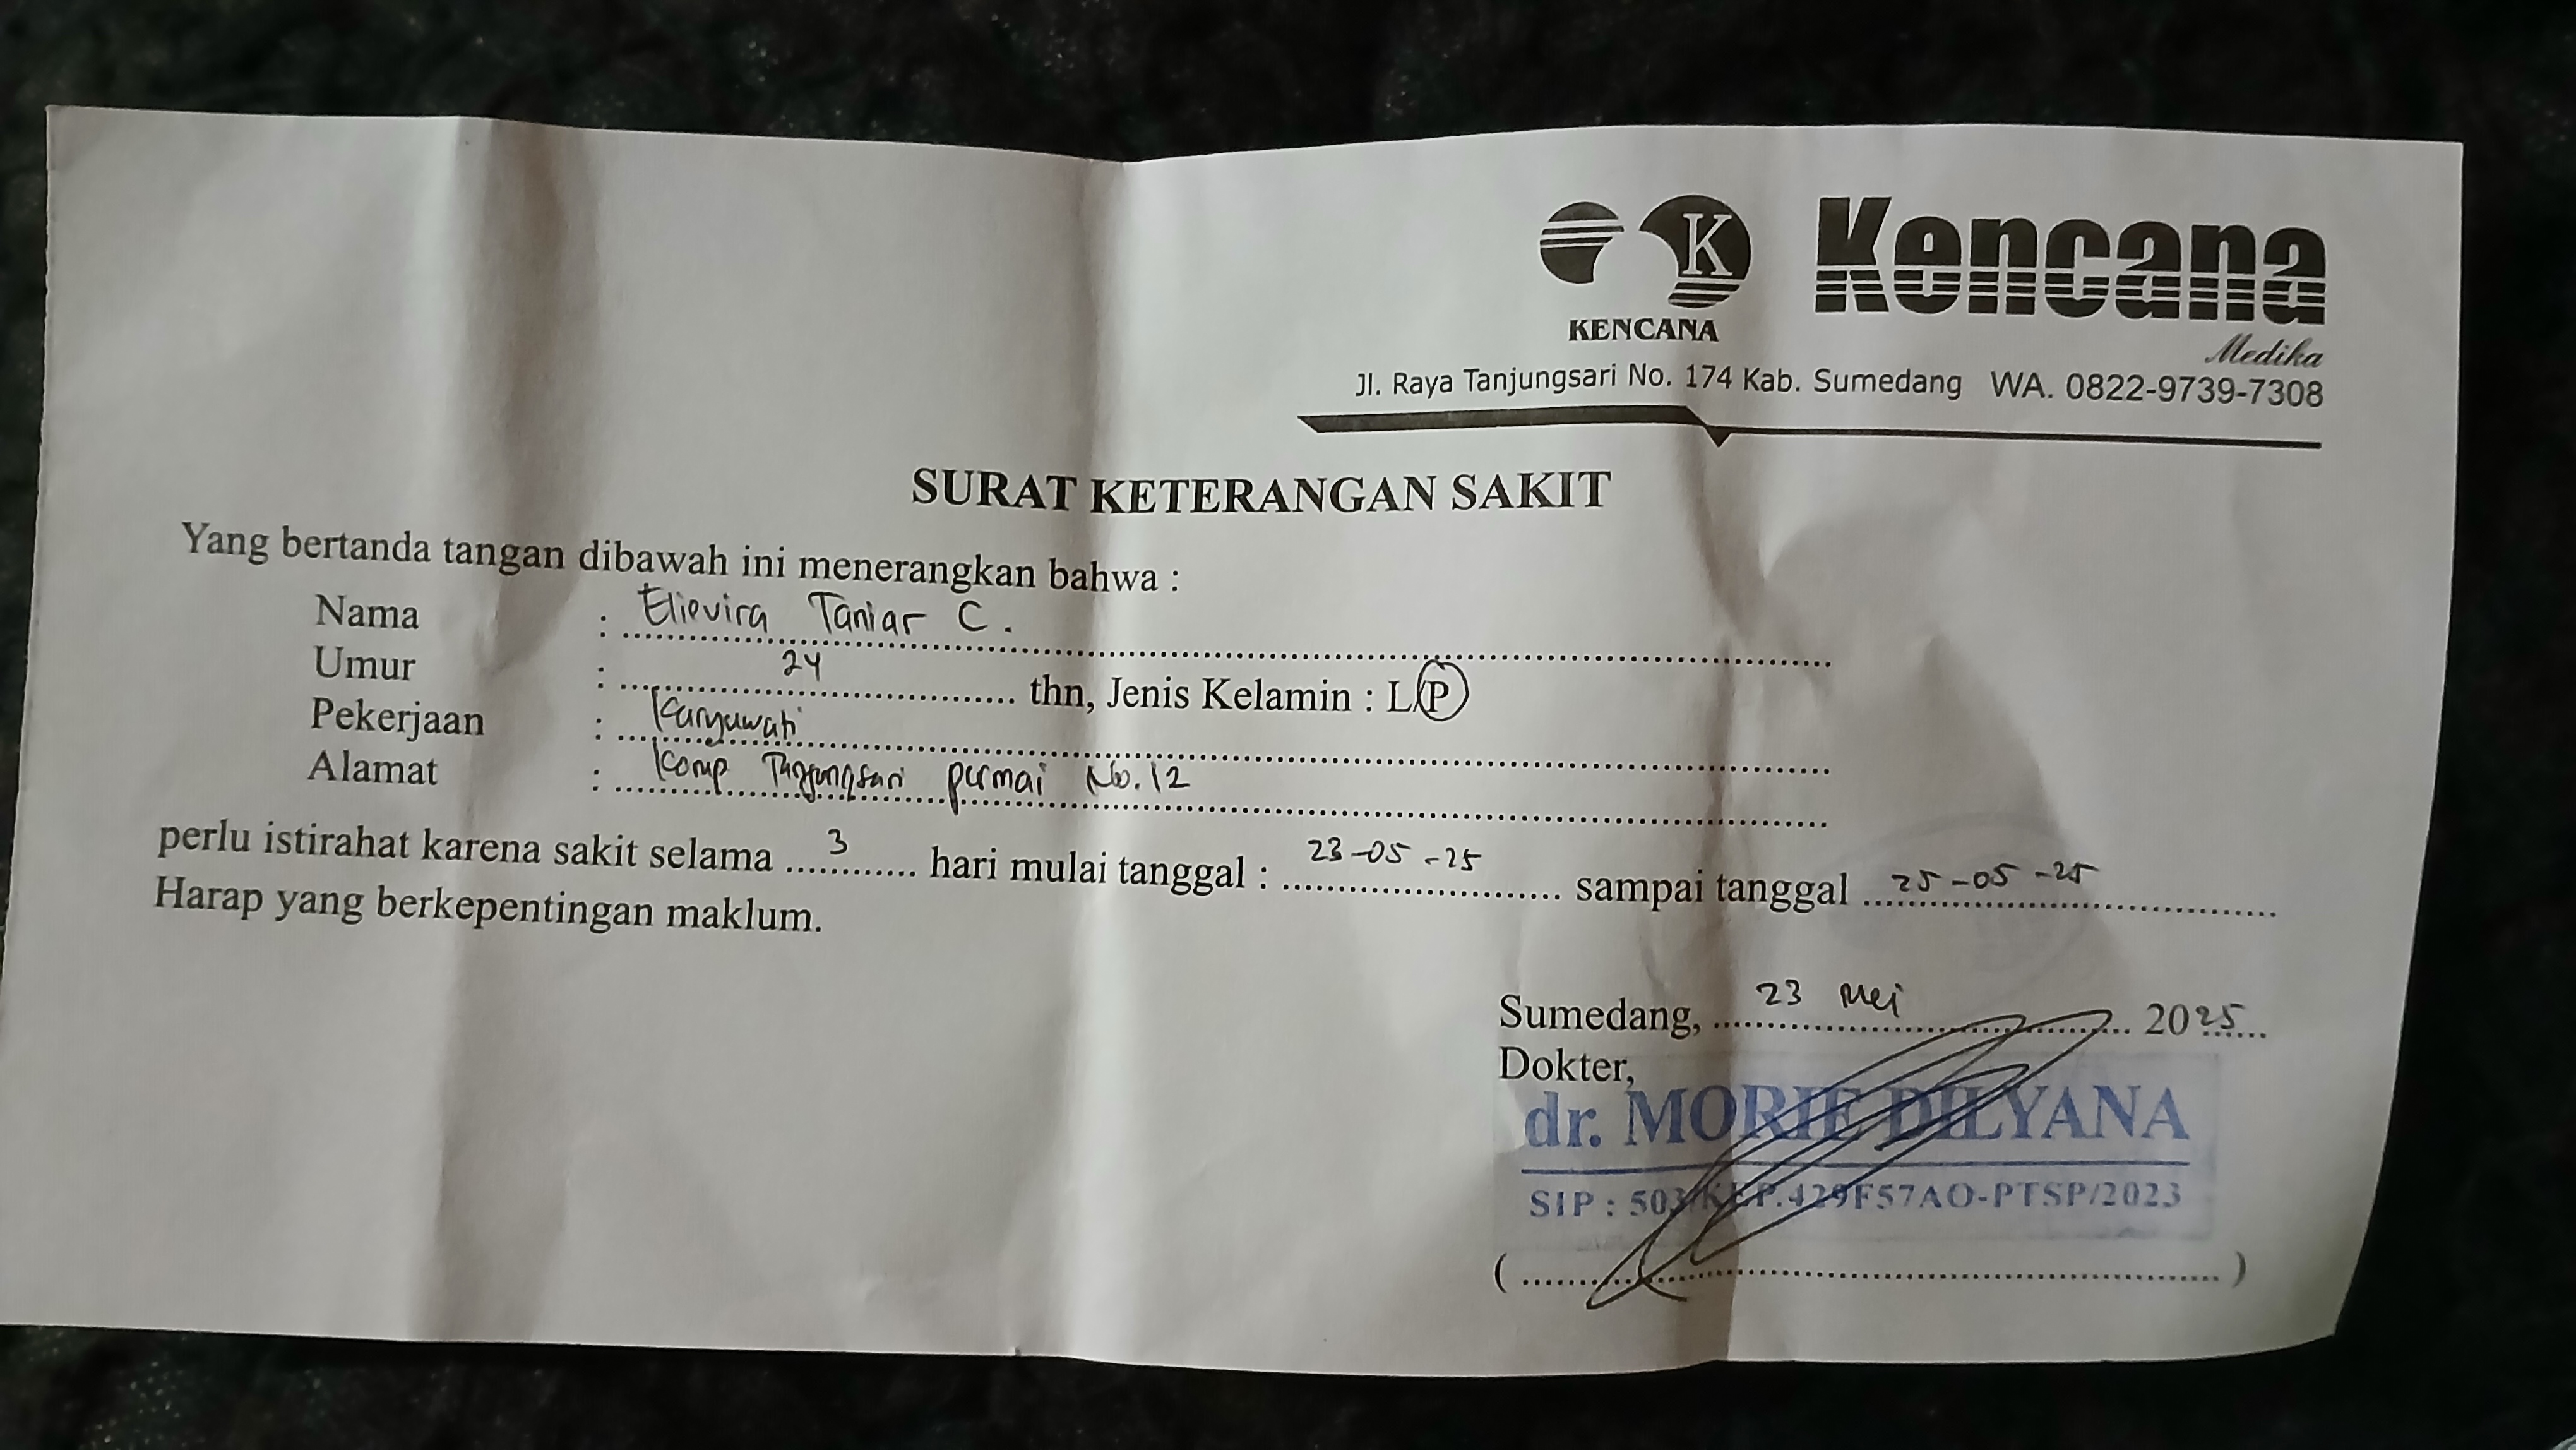 K Kencana
KENCANA
Medika
Jl. Raya Tanjungsari No. 174 Kab. Sumedang WA. 0822-9739-7308
SURAT KETERANGAN SAKIT
Yang bertanda tangan dibawah ini menerangkan bahwa :
Nama : Elievira Taniar C.
Umur : 24 thn, Jenis Kelamin : L/P
Pekerjaan : Karyawati
Alamat : Komp Tanjungsari permai No. 12
perlu istirahat karena sakit selama 3 hari mulai tanggal : 23-05-25 sampai tanggal 25-05-25
Harap yang berkepentingan maklum.
Sumedang, 23 Mei 2025
Dokter,
dr. MORIE DILYANA
SIP : 503/KEP.429F57AO-PTSP/2023
( )